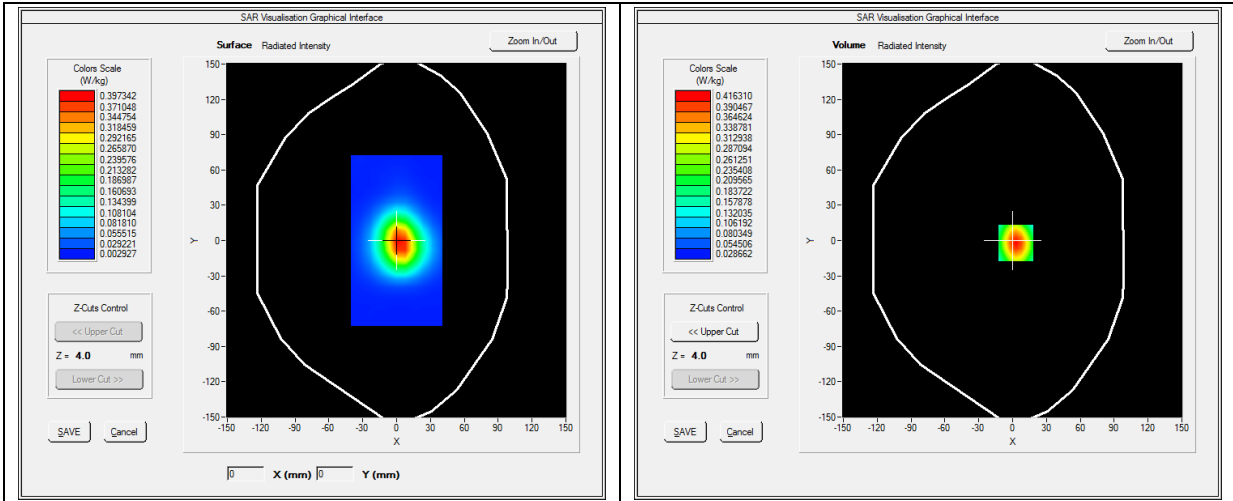 SAR Visualisation Graphical Interface
Surface Radiated Intensity
Zoom In/Out
Colors Scale
(W/kg)
0.397342
0.371048
0.344754
0.318459
0.292165
0.265870
0.239576
0.213282
0.186987
0.160693
0.134399
0.108104
0.081810
0.055515
0.029221
0.002927
Z-Cuts Control
<< Upper Cut
Z = 4.0 mm
Lower Cut >>
SAVE Cancel
150
120
90
60
30
0
-30
-60
-90
-120
-150
Y
-150 -120 -90 -60 -30 0 30 60 90 120 150
X
0 X (mm) 0 Y (mm)
SAR Visualisation Graphical Interface
Volume Radiated Intensity
Zoom In/Out
Colors Scale
(W/kg)
0.416310
0.390467
0.364624
0.338781
0.312938
0.287094
0.261251
0.235408
0.209565
0.183722
0.157878
0.132035
0.106192
0.080349
0.054506
0.028662
Z-Cuts Control
<< Upper Cut
Z = 4.0 mm
Lower Cut >>
SAVE Cancel
150
120
90
60
30
0
-30
-60
-90
-120
-150
Y
-150 -120 -90 -60 -30 0 30 60 90 120 150
X